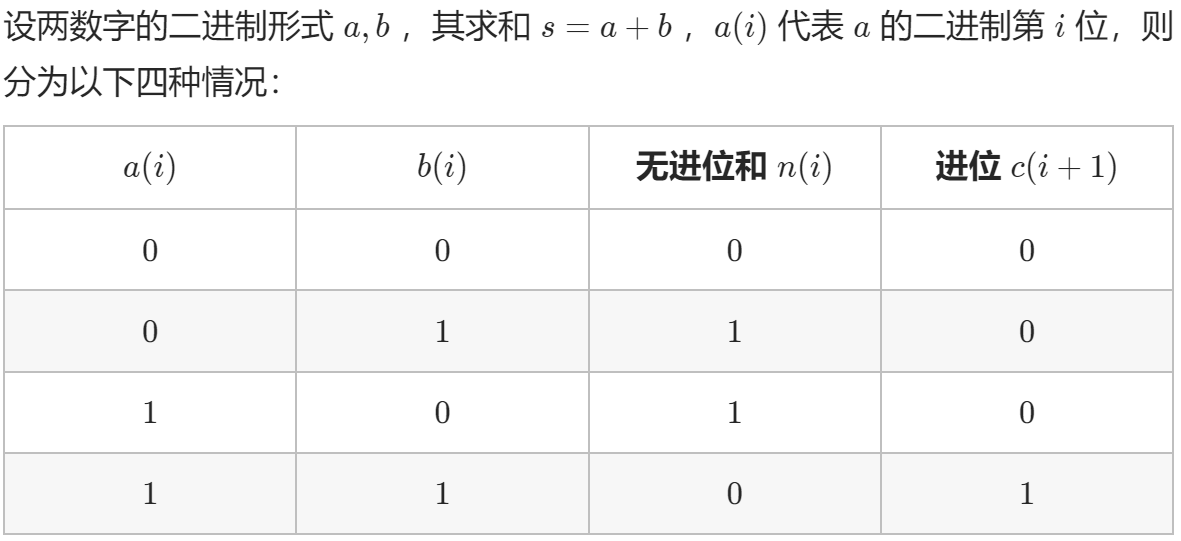 设两数字的二进制形式 a, b ，其求和 s = a + b ，a(i) 代表 a 的二进制第 i 位，则
分为以下四种情况：
a(i) b(i) 无进位和 n(i) 进位 c(i + 1)
0 0 0 0
0 1 1 0
1 0 1 0
1 1 0 1